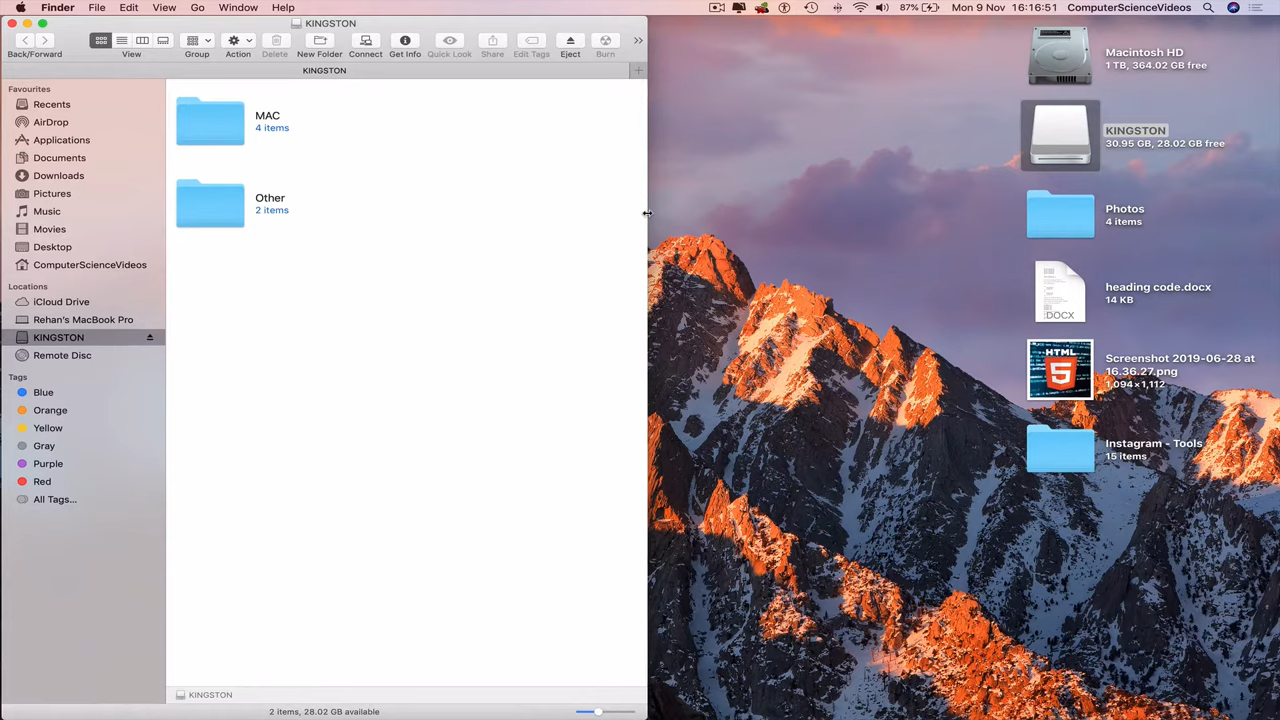 Finder File Edit View Go Window Help 87% Mon 9 Nov 16:16:51 ComputerScienceVideos
KINGSTON
Back/Forward View Group Action Delete New Folder Connect Get Info Quick Look Share Edit Tags Eject Burn
KINGSTON
Favourites
Recents
AirDrop
Applications
Documents
Downloads
Pictures
Music
Movies
Desktop
ComputerScienceVideos
Locations
iCloud Drive
Rehan's MacBook Pro
KINGSTON
Remote Disc
Tags
Blue
Orange
Yellow
Gray
Purple
Red
All Tags...
MAC
4 items
Other
2 items
KINGSTON
2 items, 28.02 GB available
Macintosh HD
1 TB, 364.02 GB free
KINGSTON
30.95 GB, 28.02 GB free
Photos
4 items
DOCX
heading code.docx
14 KB
HTML
5
Screenshot 2019-06-28 at
16.36.27.png
1,094×1,112
Instagram - Tools
15 items